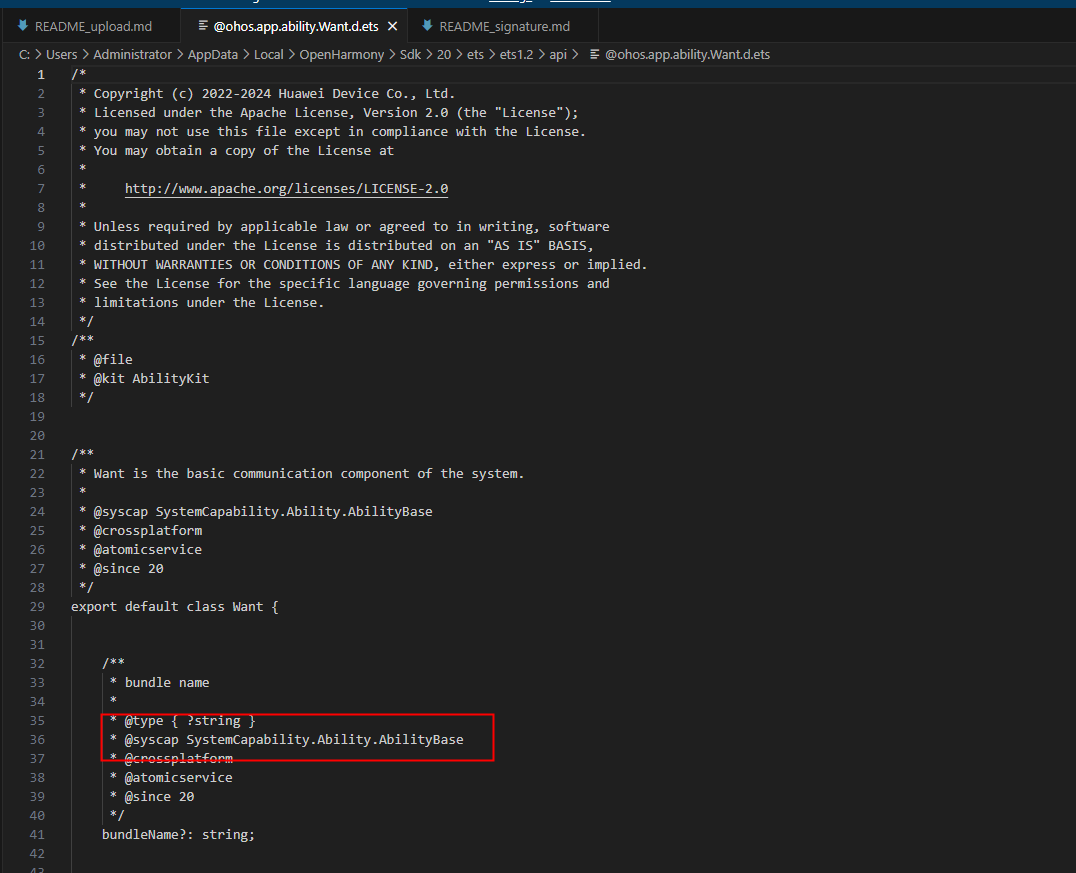 README_upload.md
@ohos.app.ability.Want.d.ets
README_signature.md
C: > Users > Administrator > AppData > Local > OpenHarmony > Sdk > 20 > ets > ets1.2 > api > @ohos.app.ability.Want.d.ets
1 /*
2 * Copyright (c) 2022-2024 Huawei Device Co., Ltd.
3 * Licensed under the Apache License, Version 2.0 (the "License");
4 * you may not use this file except in compliance with the License.
5 * You may obtain a copy of the License at
6 *
7 * http://www.apache.org/licenses/LICENSE-2.0
8 *
9 * Unless required by applicable law or agreed to in writing, software
10 * distributed under the License is distributed on an "AS IS" BASIS,
11 * WITHOUT WARRANTIES OR CONDITIONS OF ANY KIND, either express or implied.
12 * See the License for the specific language governing permissions and
13 * limitations under the License.
14 */
15 /**
16 * @file
17 * @kit AbilityKit
18 */
19
20
21 /**
22 * Want is the basic communication component of the system.
23 *
24 * @syscap SystemCapability.Ability.AbilityBase
25 * @crossplatform
26 * @atomicservice
27 * @since 20
28 */
29 export default class Want {
30
31
32 /**
33 * bundle name
34 *
35 * @type { ?string }
36 * @syscap SystemCapability.Ability.AbilityBase
37 * @crossplatform
38 * @atomicservice
39 * @since 20
40 */
41 bundleName?: string;
42
43